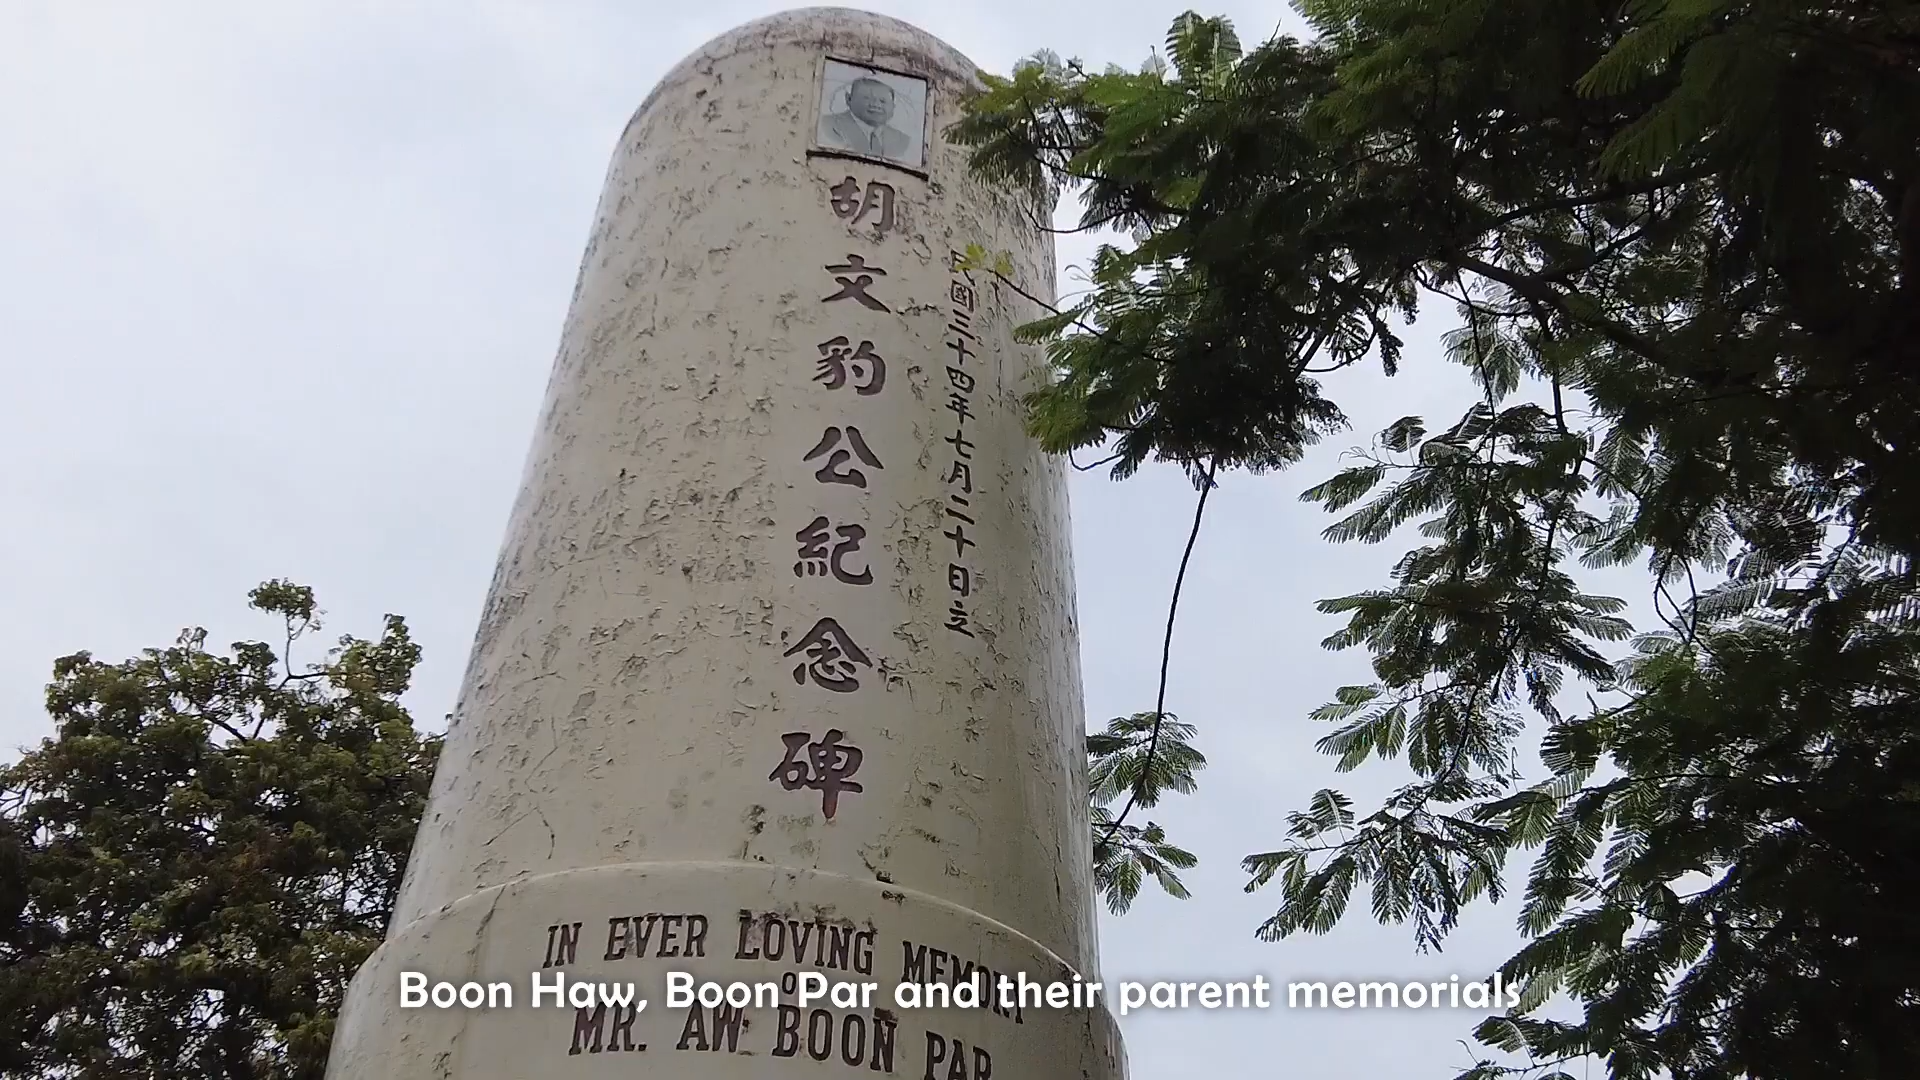 胡文豹公紀念碑
民國三十四年七月二十日立
IN EVER LOVING MEMORY
OF
MR. AW BOON PAR
Boon Haw, Boon Par and their parent memorials